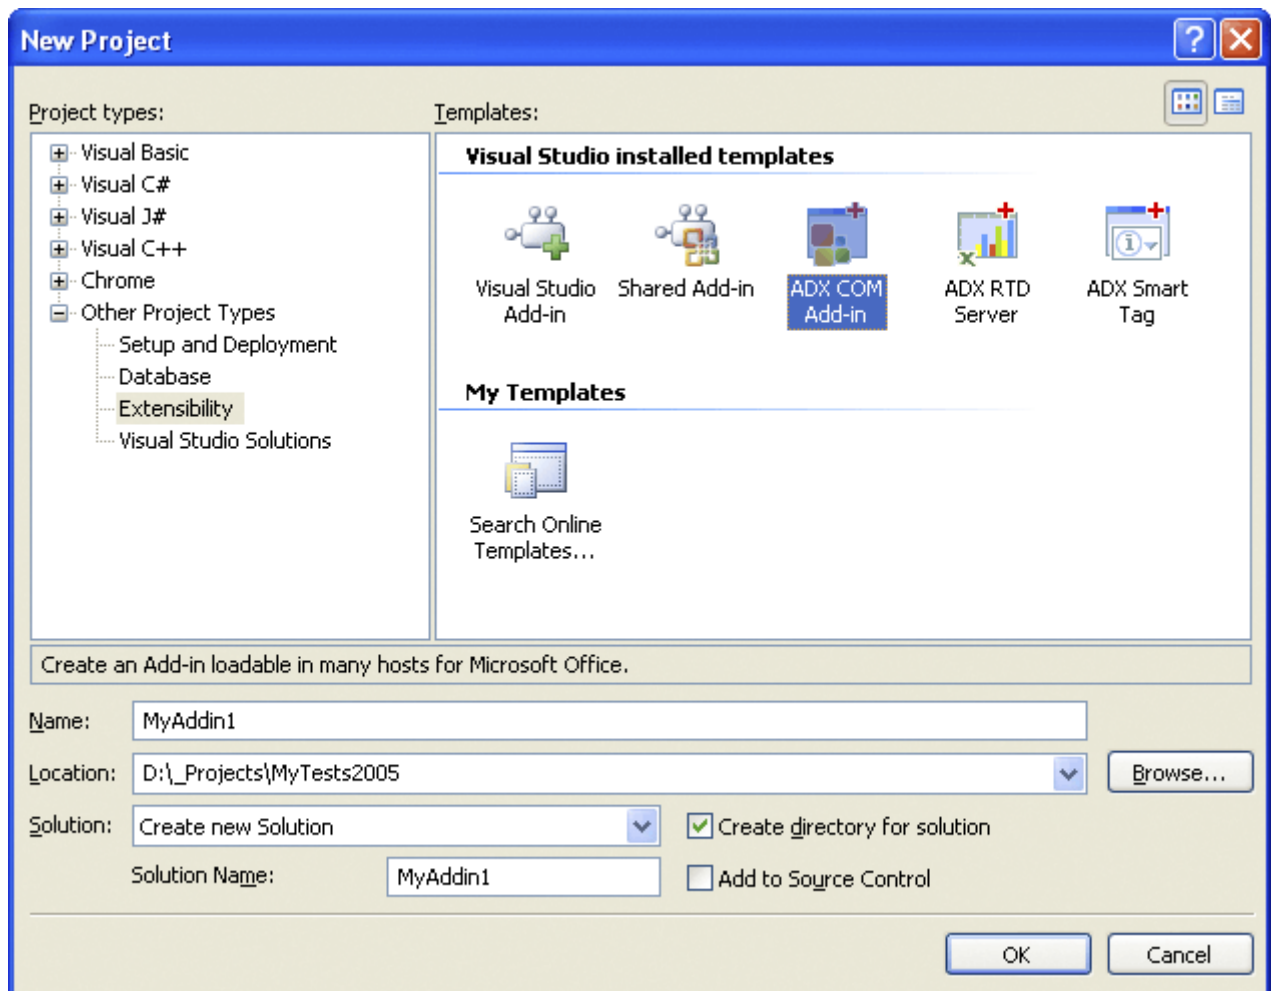 New Project
Project types:
Templates:
Visual Basic
Visual C#
Visual J#
Visual C++
Chrome
Other Project Types
Setup and Deployment
Database
Extensibility
Visual Studio Solutions
Visual Studio installed templates
Visual Studio
Add-in
Shared Add-in
ADX COM
Add-in
ADX RTD
Server
ADX Smart
Tag
My Templates
Search Online
Templates...
Create an Add-in loadable in many hosts for Microsoft Office.
Name:
MyAddin1
Location:
D:\_Projects\MyTests2005
Browse...
Solution:
Create new Solution
Create directory for solution
Solution Name:
MyAddin1
Add to Source Control
OK
Cancel